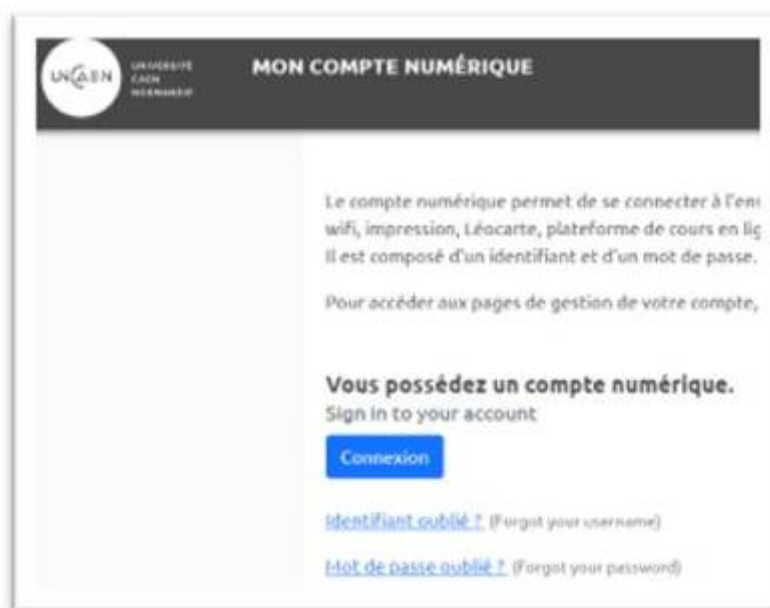 UNICAEN
UNIVERSITÉ
CAEN
NORMANDIE
MON COMPTE NUMÉRIQUE
Le compte numérique permet de se connecter à l'en
wifi, impression, Léocarte, plateforme de cours en lig
Il est composé d'un identifiant et d'un mot de passe.
Pour accéder aux pages de gestion de votre compte,
Vous possédez un compte numérique.
Sign in to your account
Connexion
Identifiant oublié ? (Forgot your username)
Mot de passe oublié ? (Forgot your password)